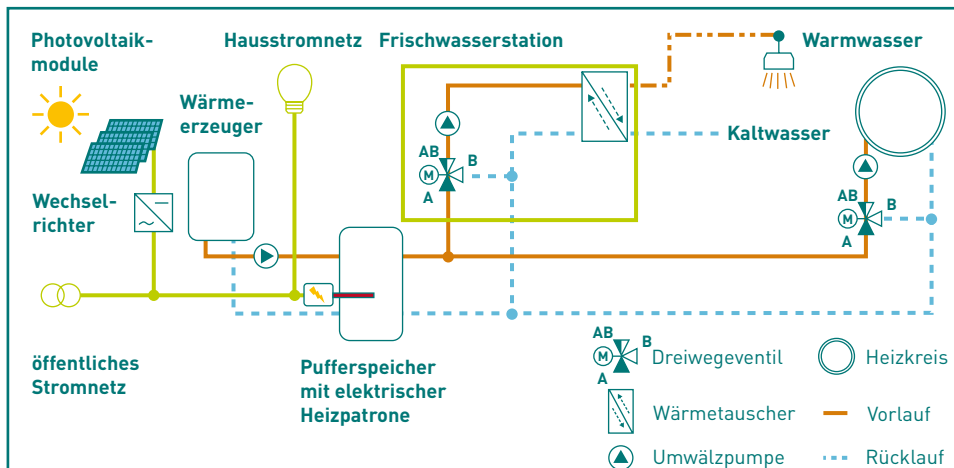 Photovoltaik-
module
Hausstromnetz
Frischwasserstation
Warmwasser
Wärme-
erzeuger
Kaltwasser
AB
B
M
A
Wechsel-
richter
AB
B
M
A
öffentliches
Stromnetz
Pufferspeicher
mit elektrischer
Heizpatrone
AB
B
M
A
Dreiwegeventil
Heizkreis
Wärmetauscher
Vorlauf
Umwälzpumpe
Rücklauf